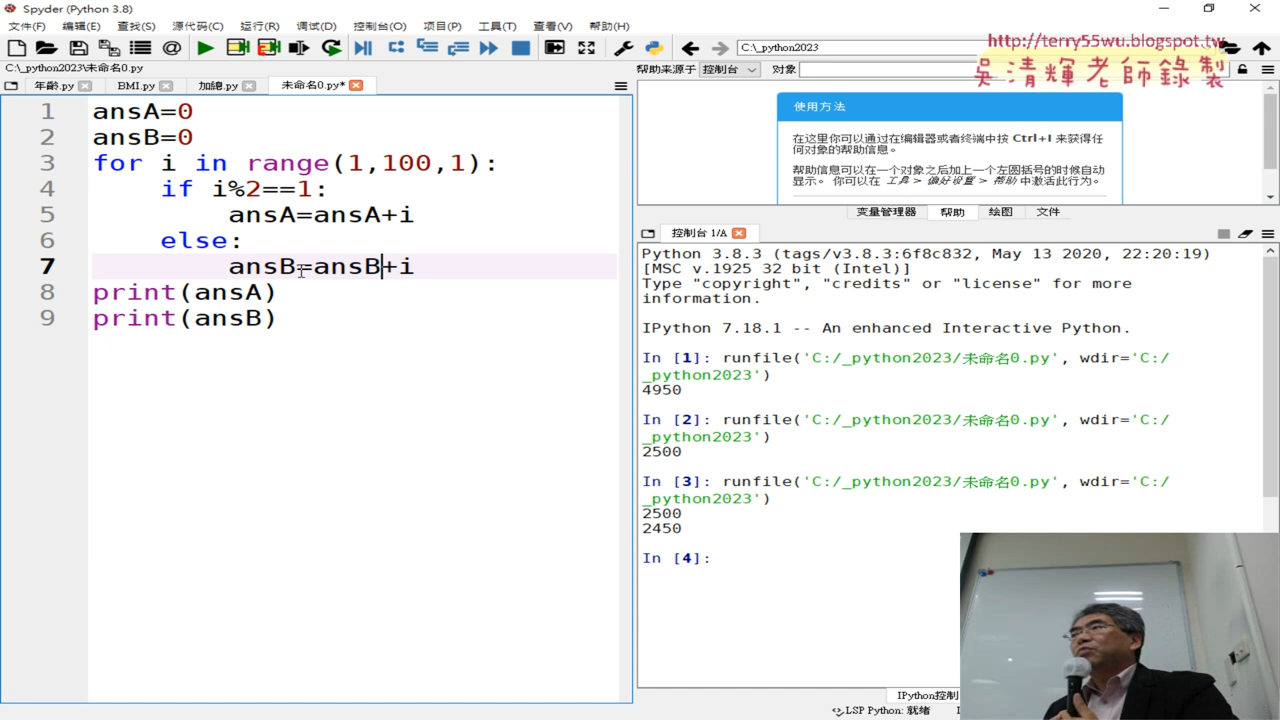 Spyder (Python 3.8)
文件(F) 编辑(E) 查找(S) 源代码(C) 运行(R) 调试(D) 控制台(O) 项目(P) 工具(T) 查看(V) 帮助(H)
C:\_python2023
http://terry55wu.blogspot.tw
吳清輝老師錄製
C:\_python2023\未命名0.py
帮助来源于 控制台 对象
年齡.py BMI.py 加總.py 未命名0.py*
1 ansA=0
2 ansB=0
3 for i in range(1,100,1):
4 if i%2==1:
5 ansA=ansA+i
6 else:
7 ansB=ansB+i
8 print(ansA)
9 print(ansB)
使用方法
在这里你可以通过在编辑器或者终端中按 Ctrl+I 来获得任
何对象的帮助信息。
帮助信息可以在一个对象之后加上一个左圆括号的时候自动
显示。 你可以在 工具 > 偏好设置 > 帮助 中激活此行为。
变量管理器 帮助 绘图 文件
控制台 1/A
Python 3.8.3 (tags/v3.8.3:6f8c832, May 13 2020, 22:20:19)
[MSC v.1925 32 bit (Intel)]
Type "copyright", "credits" or "license" for more
information.
IPython 7.18.1 -- An enhanced Interactive Python.
In [1]: runfile('C:/_python2023/未命名0.py', wdir='C:/
_python2023')
4950
In [2]: runfile('C:/_python2023/未命名0.py', wdir='C:/
_python2023')
2500
In [3]: runfile('C:/_python2023/未命名0.py', wdir='C:/
_python2023')
2500
2450
In [4]:
IPython控制
LSP Python: 就绪